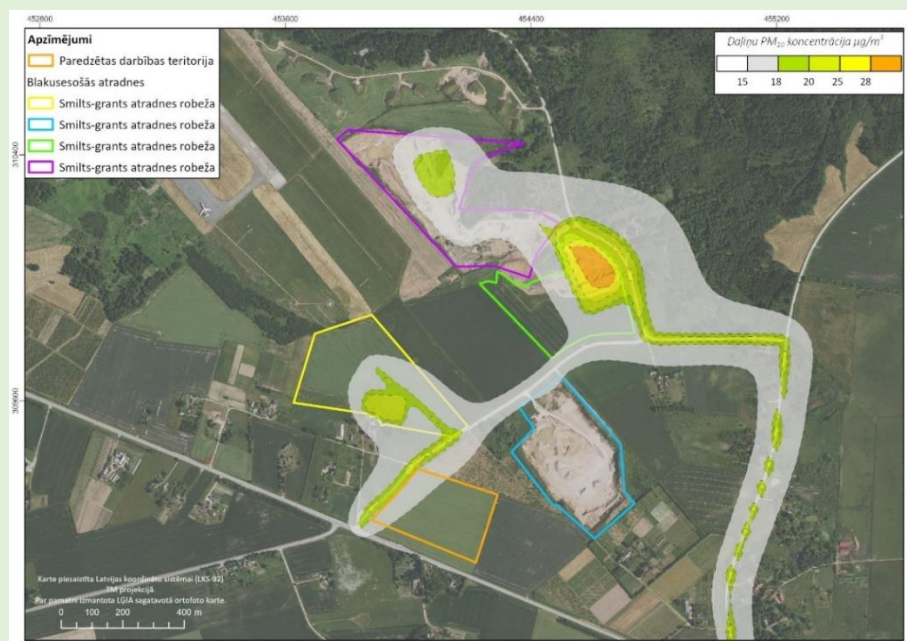 452800
453600
454400
455200
Apzīmējumi
Paredzētas darbības teritorija
Blakusesošās atradnes
Smilts-grants atradnes robeža
Smilts-grants atradnes robeža
Smilts-grants atradnes robeža
Smilts-grants atradnes robeža
Daļiņu PM10 koncentrācija µg/m³
15 18 20 25 28
310400
309600
Karte piesaistīta Latvijas koordinātu sistēmai (LKS-92)
TM projekcijā.
Par pamatni izmantota LĢIA sagatavotā ortofoto karte.
0 100 200 400 m